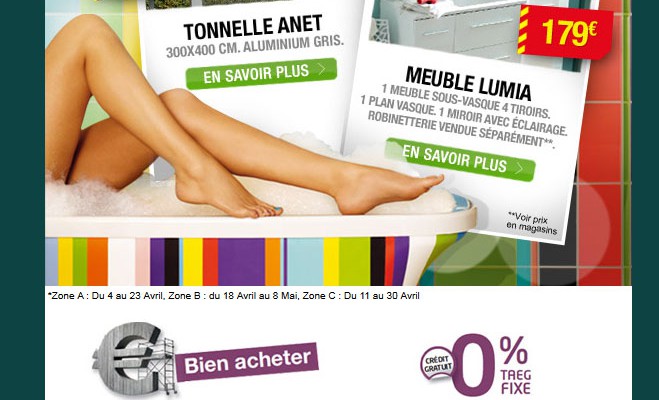 TONNELLE ANET
300X400 CM. ALUMINIUM GRIS.
EN SAVOIR PLUS
179€
MEUBLE LUMIA
1 MEUBLE SOUS-VASQUE 4 TIROIRS.
1 PLAN VASQUE. 1 MIROIR AVEC ÉCLAIRAGE.
ROBINETTERIE VENDUE SÉPARÉMENT**.
EN SAVOIR PLUS
**Voir prix
en magasins
*Zone A : Du 4 au 23 Avril, Zone B : du 18 Avril au 8 Mai, Zone C : Du 11 au 30 Avril
Bien acheter
CRÉDIT
GRATUIT
0%
TREG
FIXE